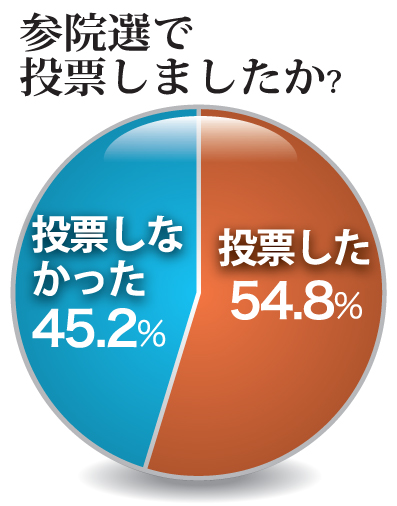 参院選で
投票しましたか?
投票しな
かった
45.2%
投票した
54.8%